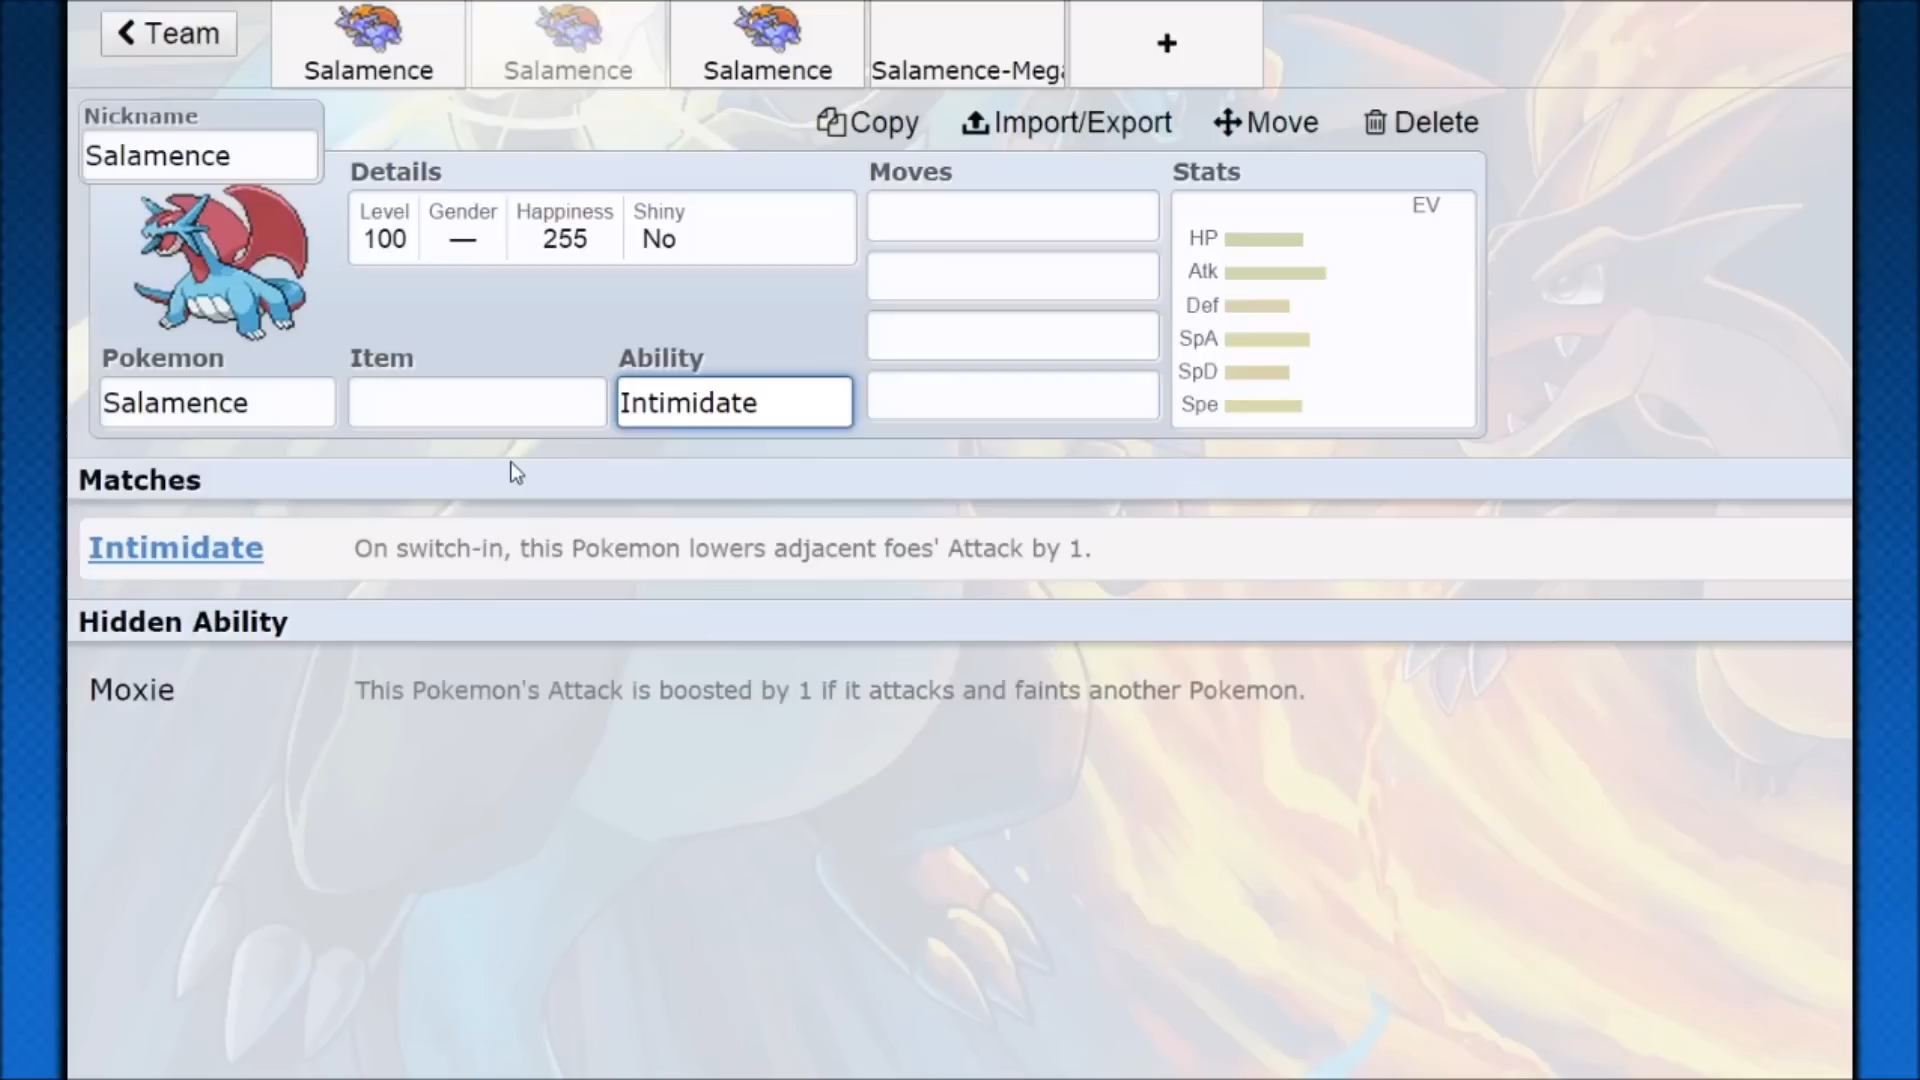 Team
Salamence
Salamence
Salamence
Salamence-Mega
+
Nickname
Salamence
Copy
Import/Export
Move
Delete
Details
Level
100
Gender
—
Happiness
255
Shiny
No
Pokemon
Salamence
Item
Ability
Intimidate
Moves
Stats
EV
HP
Atk
Def
SpA
SpD
Spe
Matches
Intimidate On switch-in, this Pokemon lowers adjacent foes' Attack by 1.
Hidden Ability
Moxie This Pokemon's Attack is boosted by 1 if it attacks and faints another Pokemon.